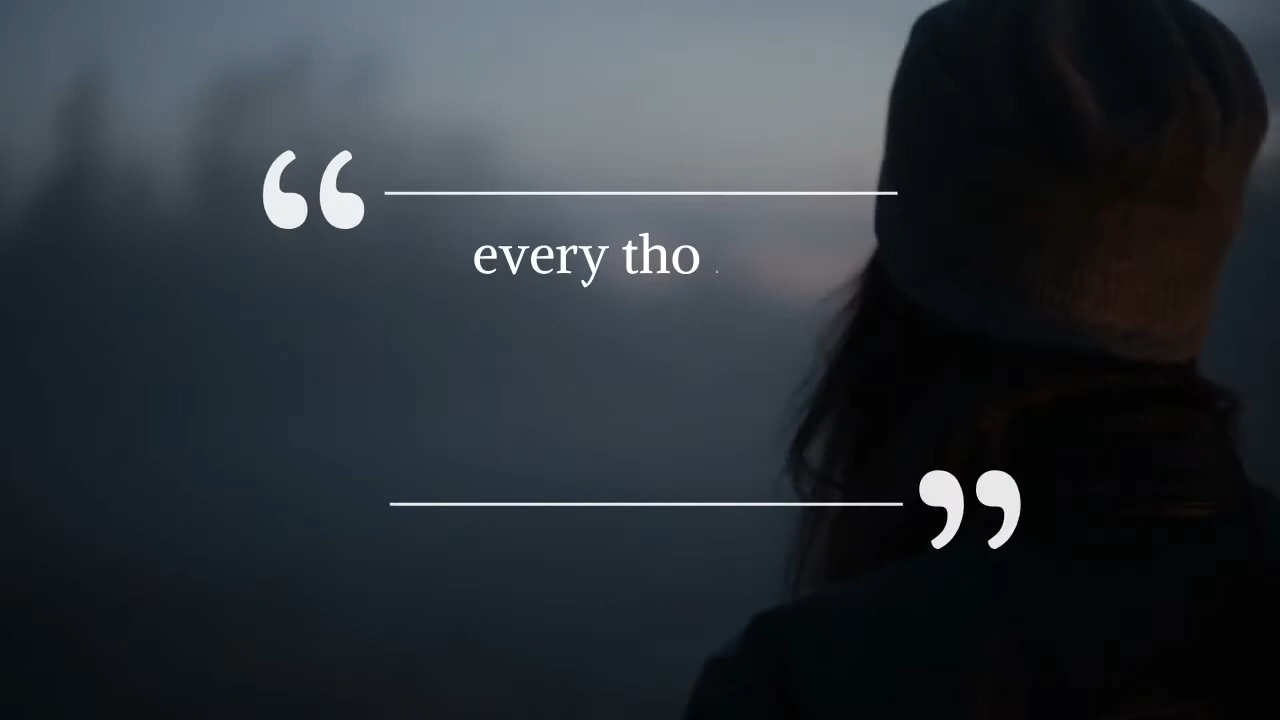 “
every tho
”